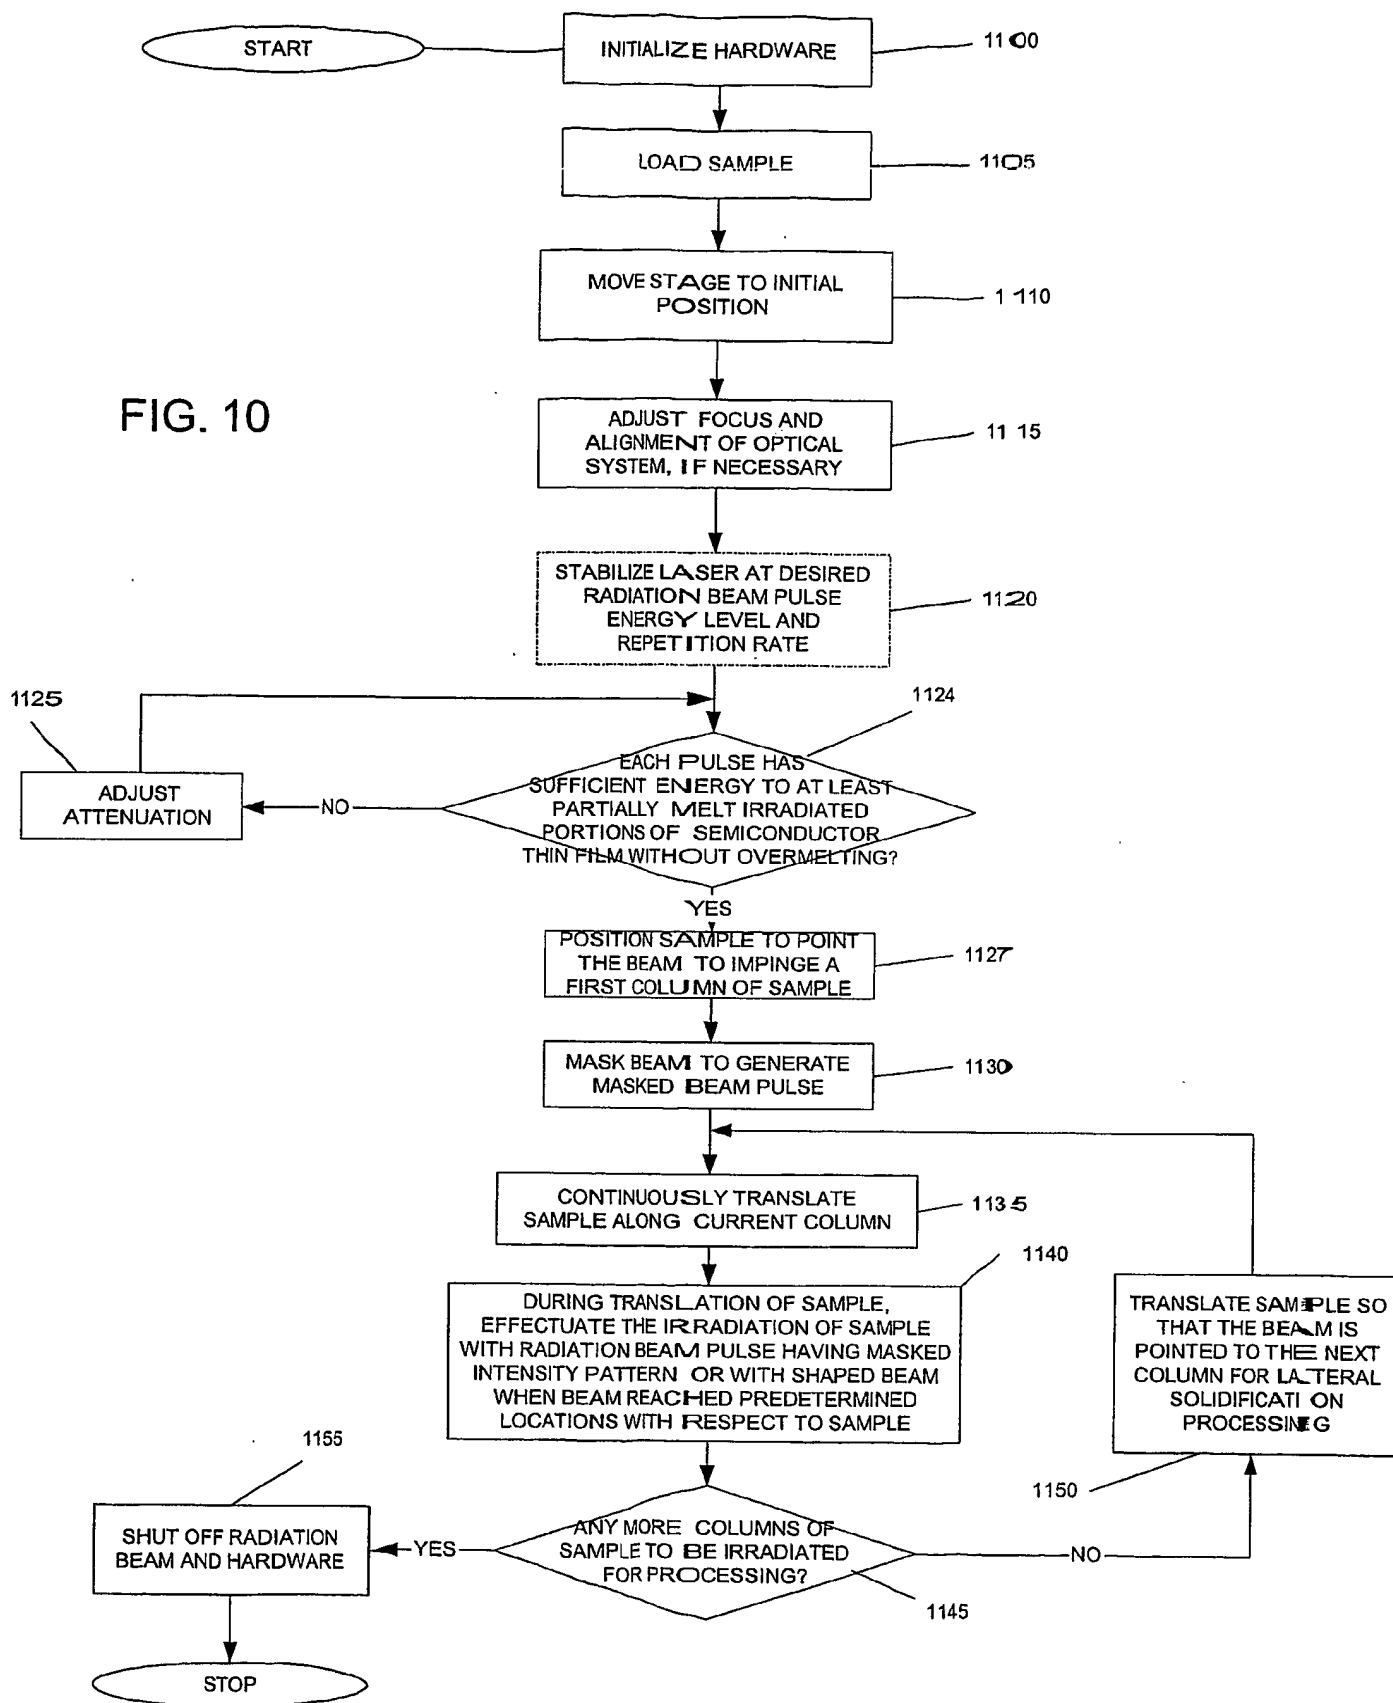 START
INITIALIZE HARDWARE
1100
LOAD SAMPLE
1105
MOVE STAGE TO INITIAL
POSITION
1110
FIG. 10
ADJUST FOCUS AND
ALIGNMENT OF OPTICAL
SYSTEM, IF NECESSARY
1115
STABILIZE LASER AT DESIRED
RADIATION BEAM PULSE
ENERGY LEVEL AND
REPETITION RATE
1120
1125
1124
ADJUST
ATTENUATION
NO
EACH PULSE HAS
SUFFICIENT ENERGY TO AT LEAST
PARTIALLY MELT IRRADIATED
PORTIONS OF SEMICONDUCTOR
THIN FILM WITHOUT OVERMELTING?
YES
POSITION SAMPLE TO POINT
THE BEAM TO IMPINGE A
FIRST COLUMN OF SAMPLE
1127
MASK BEAM TO GENERATE
MASKED BEAM PULSE
1130
CONTINUOUSLY TRANSLATE
SAMPLE ALONG CURRENT COLUMN
1135
1140
DURING TRANSLATION OF SAMPLE,
EFFECTUATE THE IRRADIATION OF SAMPLE
WITH RADIATION BEAM PULSE HAVING MASKED
INTENSITY PATTERN OR WITH SHAPED BEAM
WHEN BEAM REACHED PREDETERMINED
LOCATIONS WITH RESPECT TO SAMPLE
TRANSLATE SAMPLE SO
THAT THE BEAM IS
POINTED TO THE NEXT
COLUMN FOR LATERAL
SOLIDIFICATION
PROCESSING
1150
1155
SHUT OFF RADIATION
BEAM AND HARDWARE
YES
ANY MORE COLUMNS OF
SAMPLE TO BE IRRADIATED
FOR PROCESSING?
NO
1145
STOP